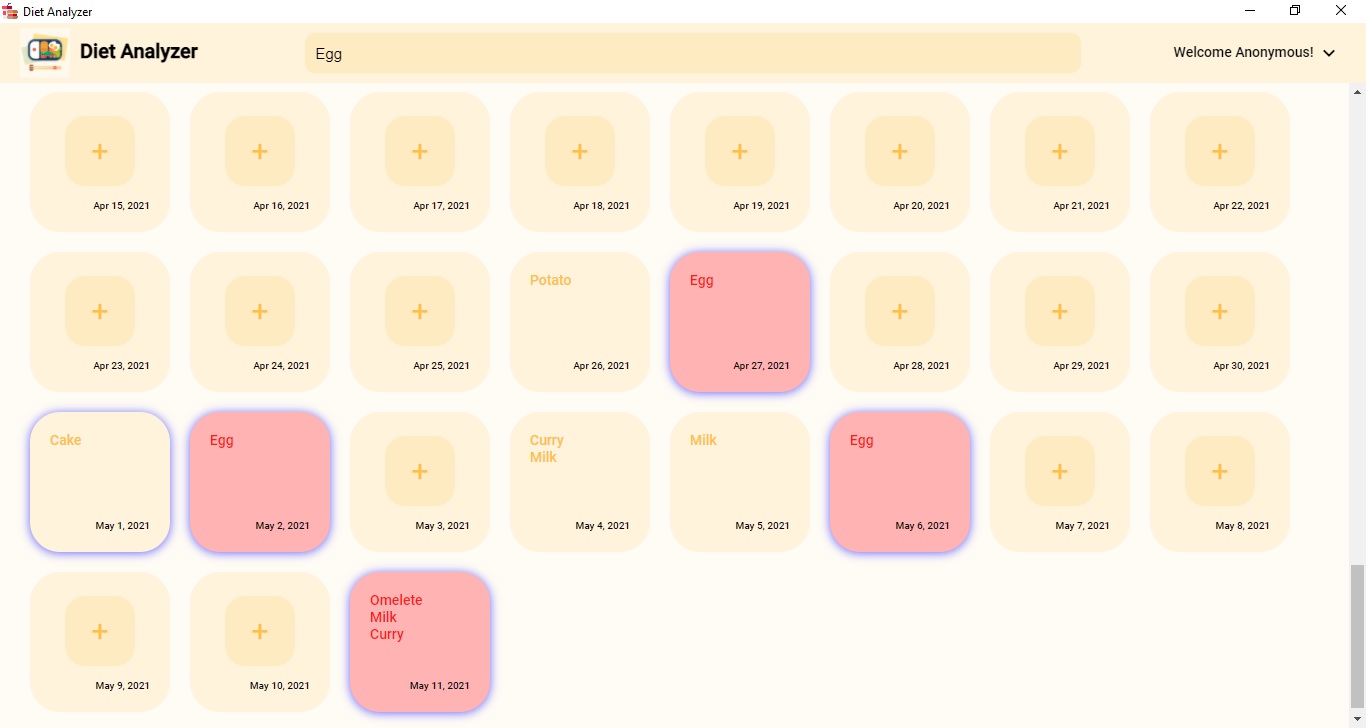 Diet Analyzer
Diet Analyzer
Egg
Welcome Anonymous!
+ + + + + + + +
Apr 15, 2021 Apr 16, 2021 Apr 17, 2021 Apr 18, 2021 Apr 19, 2021 Apr 20, 2021 Apr 21, 2021 Apr 22, 2021
+ + + Potato Egg + + +
Apr 23, 2021 Apr 24, 2021 Apr 25, 2021 Apr 26, 2021 Apr 27, 2021 Apr 28, 2021 Apr 29, 2021 Apr 30, 2021
Cake Egg + Curry Milk Egg + +
Milk
May 1, 2021 May 2, 2021 May 3, 2021 May 4, 2021 May 5, 2021 May 6, 2021 May 7, 2021 May 8, 2021
+ + Omelete
Milk
Curry
May 9, 2021 May 10, 2021 May 11, 2021